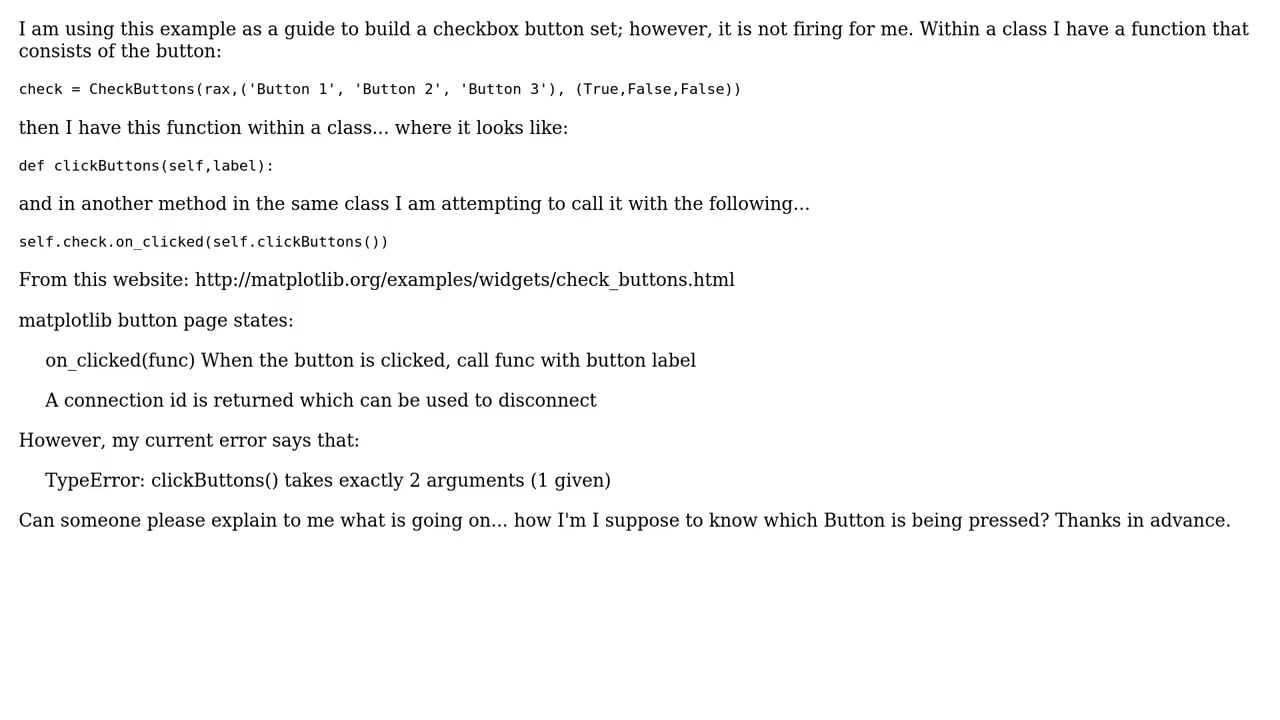 I am using this example as a guide to build a checkbox button set; however, it is not firing for me. Within a class I have a function that
consists of the button:
check = CheckButtons(rax,('Button 1', 'Button 2', 'Button 3'), (True,False,False))
then I have this function within a class... where it looks like:
def clickButtons(self,label):
and in another method in the same class I am attempting to call it with the following...
self.check.on_clicked(self.clickButtons())
From this website: http://matplotlib.org/examples/widgets/check_buttons.html
matplotlib button page states:
on_clicked(func) When the button is clicked, call func with button label
A connection id is returned which can be used to disconnect
However, my current error says that:
TypeError: clickButtons() takes exactly 2 arguments (1 given)
Can someone please explain to me what is going on... how I'm I suppose to know which Button is being pressed? Thanks in advance.